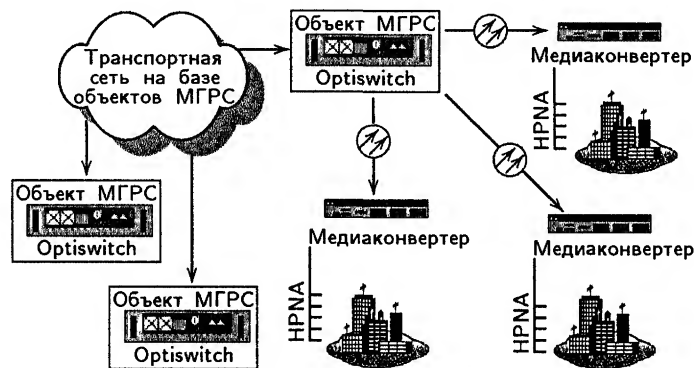 Транспортная
сеть на базе
объектов МГРС
Объект МГРС
Optiswitch
Медиаконвертер
HPNA
Объект МГРС
Optiswitch
Медиаконвертер
HPNA
Медиаконвертер
HPNA
Объект МГРС
Optiswitch